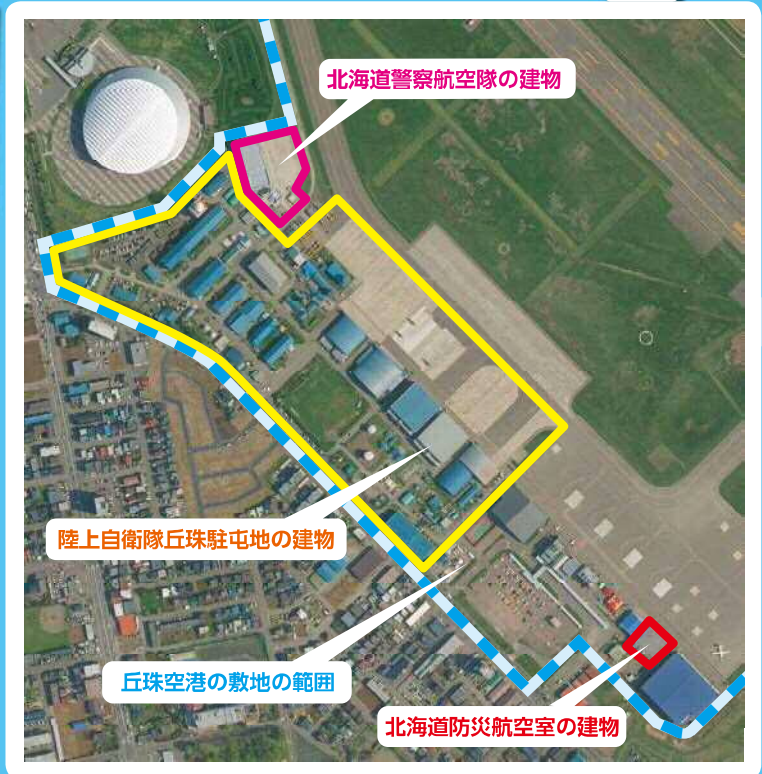 北海道警察航空隊の建物
陸上自衛隊丘珠駐屯地の建物
丘珠空港の敷地の範囲
北海道防災航空室の建物